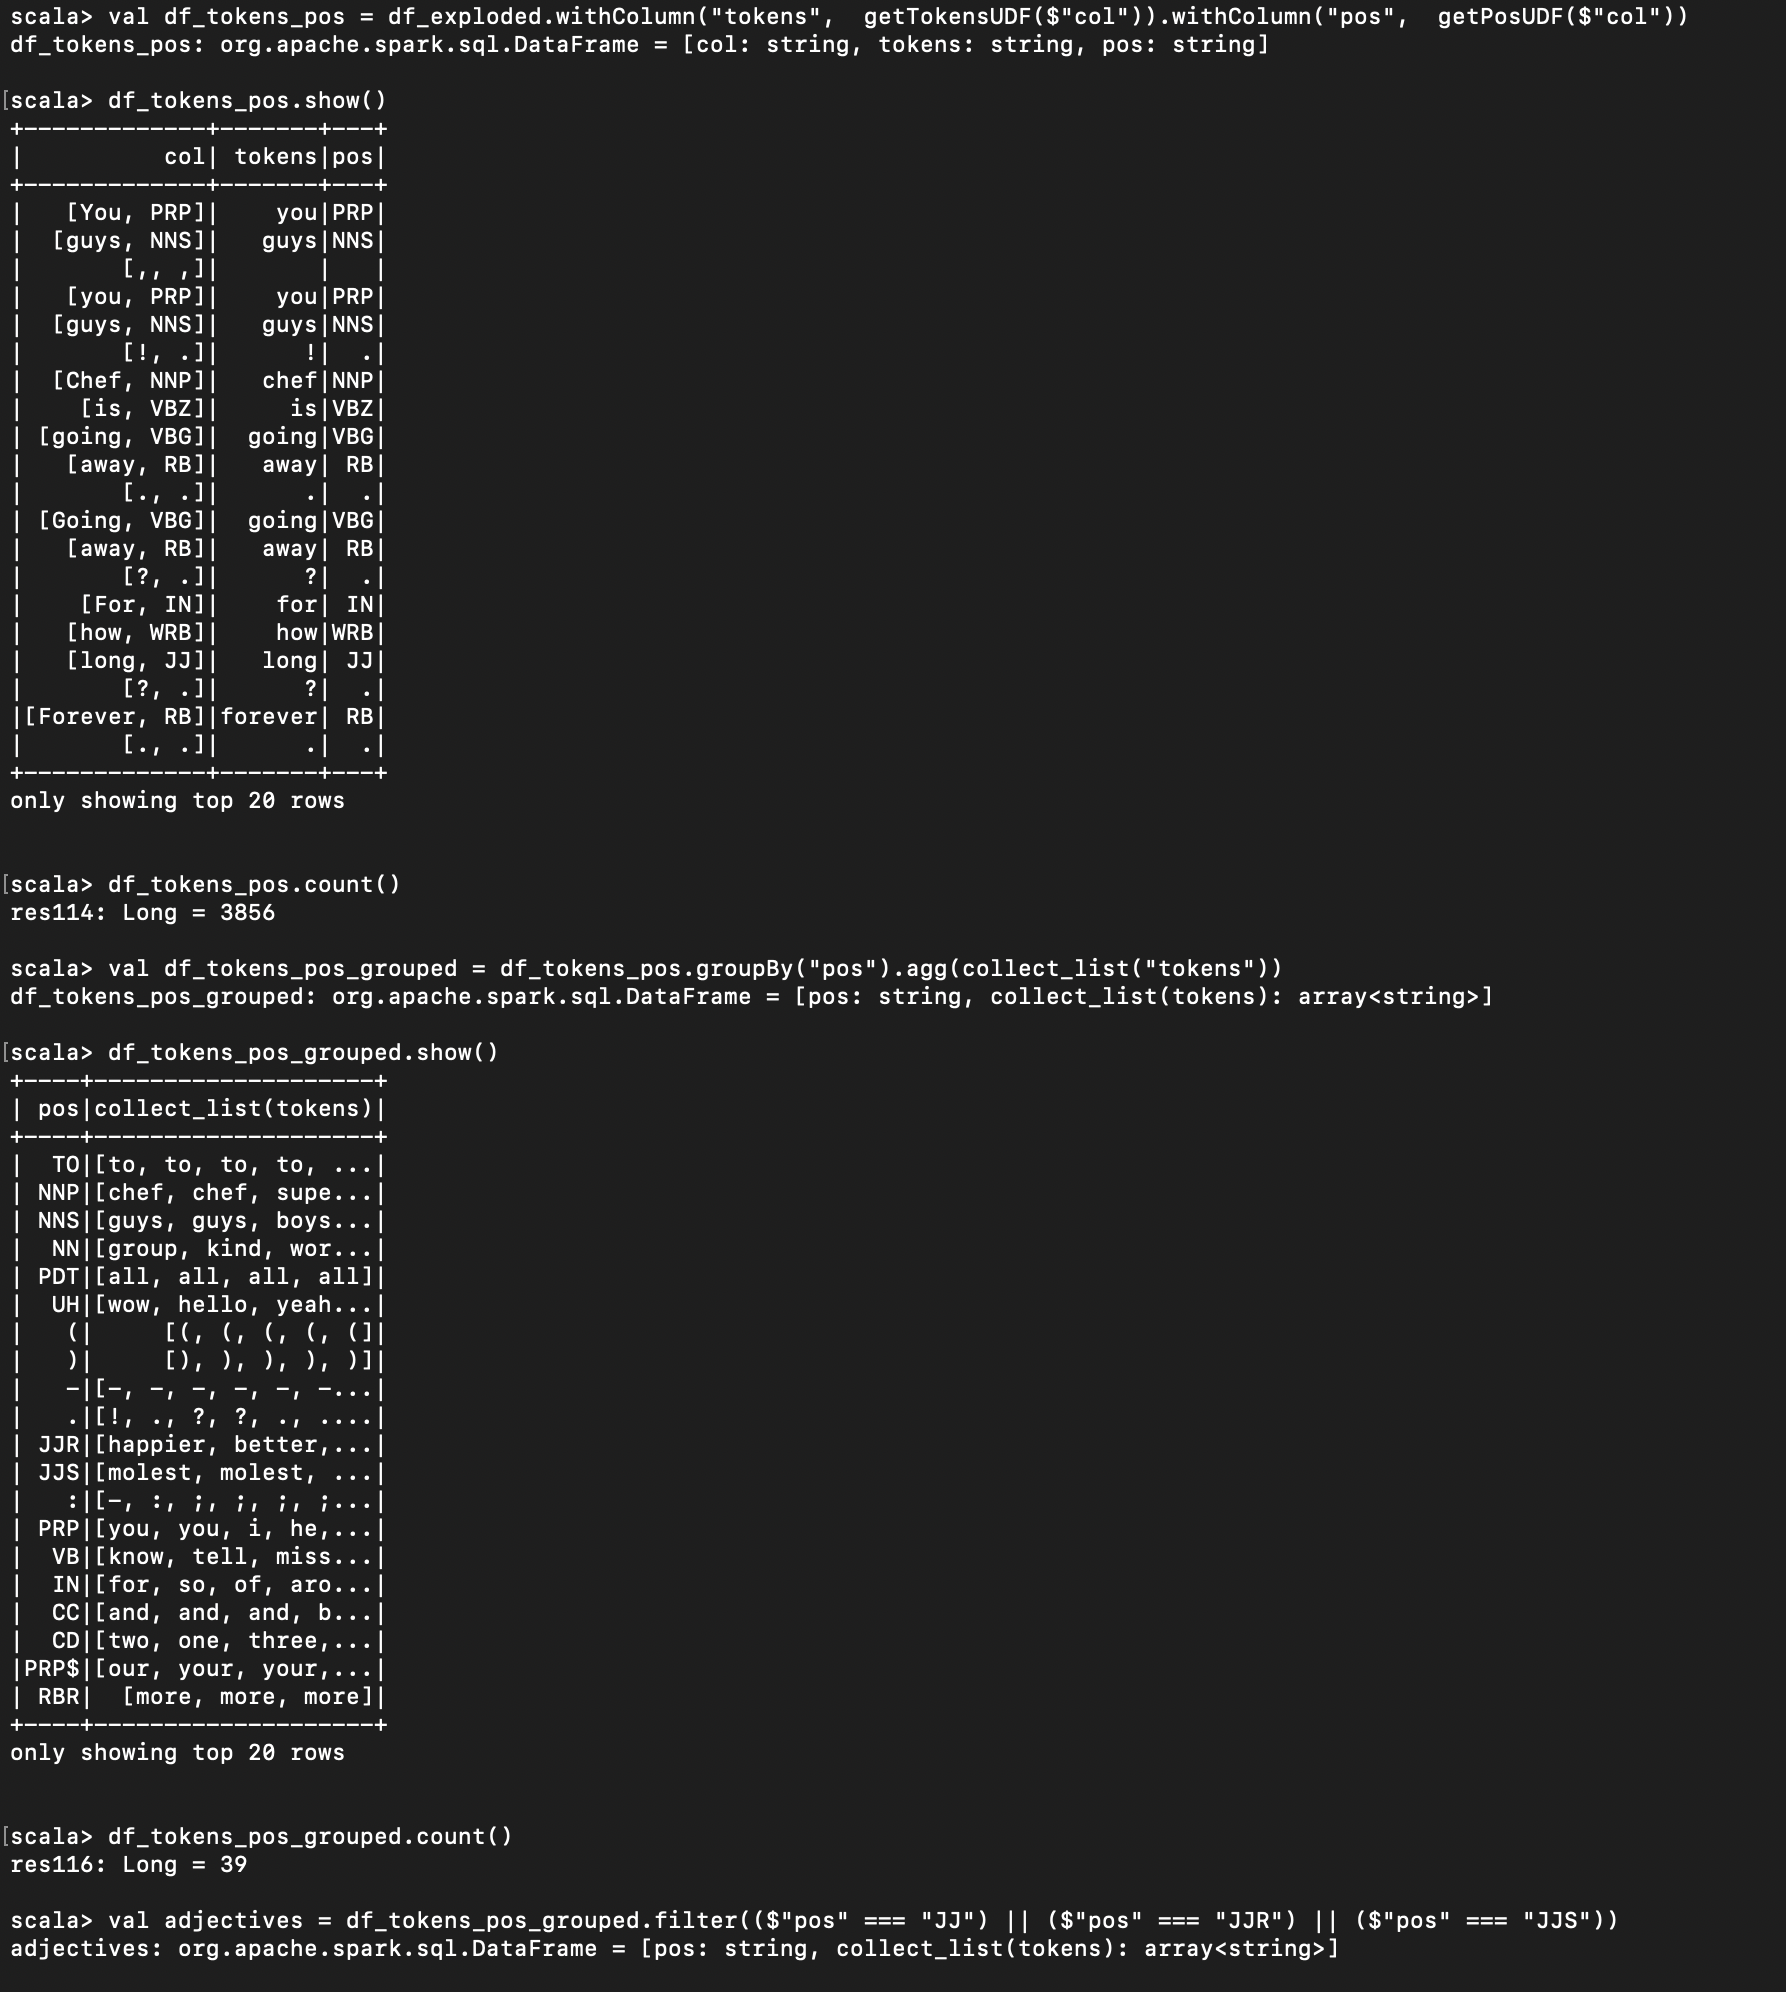 scala> val df_tokens_pos = df_exploded.withColumn("tokens",  getTokensUDF($"col")).withColumn("pos",  getPosUDF($"col"))
df_tokens_pos: org.apache.spark.sql.DataFrame = [col: string, tokens: string, pos: string]

[scala> df_tokens_pos.show()
+-------------+-------+---+
|          col| tokens|pos|
+-------------+-------+---+
|   [You, PRP]|    you|PRP|
|  [guys, NNS]|   guys|NNS|
|       [,, ,]|       |   |
|   [you, PRP]|    you|PRP|
|  [guys, NNS]|   guys|NNS|
|       [!, .]|      !|  .|
|  [Chef, NNP]|   chef|NNP|
|    [is, VBZ]|     is|VBZ|
| [going, VBG]|  going|VBG|
|   [away, RB]|   away| RB|
|       [., .]|      .|  .|
| [Going, VBG]|  going|VBG|
|   [away, RB]|   away| RB|
|       [?, .]|      ?|  .|
|    [For, IN]|    for| IN|
|   [how, WRB]|    how|WRB|
|   [long, JJ]|   long| JJ|
|       [?, .]|      ?|  .|
|[Forever, RB]|forever| RB|
|       [., .]|      .|  .|
+-------------+-------+---+
only showing top 20 rows

[scala> df_tokens_pos.count()
res114: Long = 3856

scala> val df_tokens_pos_grouped = df_tokens_pos.groupBy("pos").agg(collect_list("tokens"))
df_tokens_pos_grouped: org.apache.spark.sql.DataFrame = [pos: string, collect_list(tokens): array<string>]

[scala> df_tokens_pos_grouped.show()
+----+--------------------+
| pos|collect_list(tokens)|
+----+--------------------+
|  TO|[to, to, to, to, ...|
| NNP|[chef, chef, supe...|
| NNS|[guys, guys, boys...|
|  NN|[group, kind, wor...|
| PDT|[all, all, all, all]|
|  UH|[wow, hello, yeah...|
|   (|     [(, (, (, (, (]|
|   )|     [), ), ), ), )]|
|   —|[—, —, —, —, —, —...|
|   .|[!, ., ?, ?, ., ....|
| JJR|[happier, better,...|
| JJS|[molest, molest, ...|
|   :|[—, :, ;, ;, ;, ;...|
| PRP|[you, you, i, he,...|
|  VB|[know, tell, miss...|
|  IN|[for, so, of, aro...|
|  CC|[and, and, and, b...|
|  CD|[two, one, three,...|
|PRP$|[our, your, your,...|
| RBR|  [more, more, more]|
+----+--------------------+
only showing top 20 rows

[scala> df_tokens_pos_grouped.count()
res116: Long = 39

scala> val adjectives = df_tokens_pos_grouped.filter(($"pos" === "JJ") || ($"pos" === "JJR") || ($"pos" === "JJS"))
adjectives: org.apache.spark.sql.DataFrame = [pos: string, collect_list(tokens): array<string>]